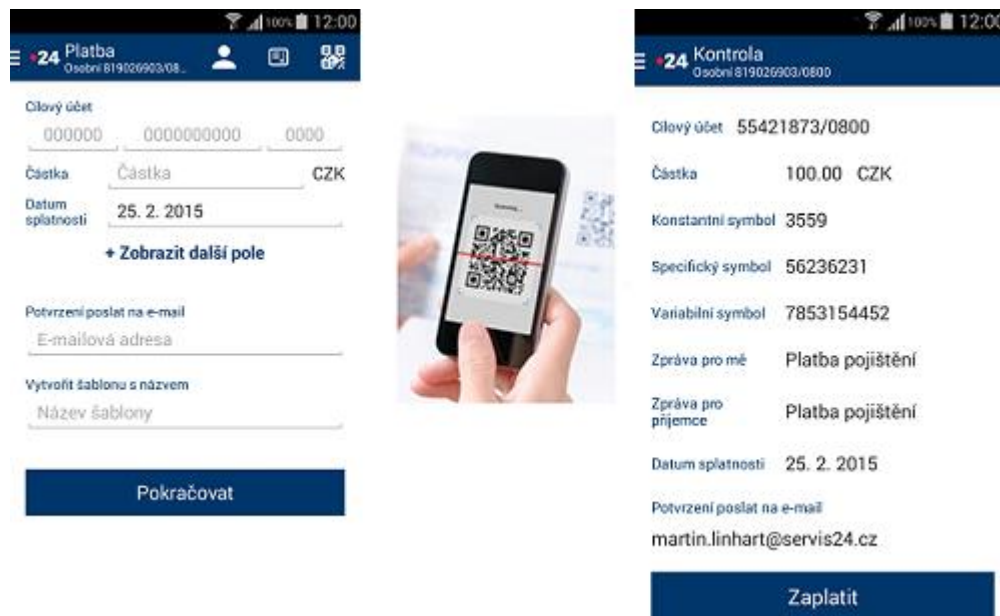 100% 12:00
24 Platba
Osobní 819026903/08..
Cílový účet
000000 0000000000 0000
Částka Částka CZK
Datum splatnosti 25. 2. 2015
+ Zobrazit další pole
Potvrzení poslat na e-mail
E-mailová adresa
Vytvořit šablonu s názvem
Název šablony
Pokračovat
100% 12:00
24 Kontrola
Osobní 819026903/0800
Cílový účet 55421873/0800
Částka 100.00 CZK
Konstantní symbol 3559
Specifický symbol 56236231
Variabilní symbol 7853154452
Zpráva pro mě Platba pojištění
Zpráva pro příjemce Platba pojištění
Datum splatnosti 25. 2. 2015
Potvrzení poslat na e-mail
martin.linhart@servis24.cz
Zaplatit